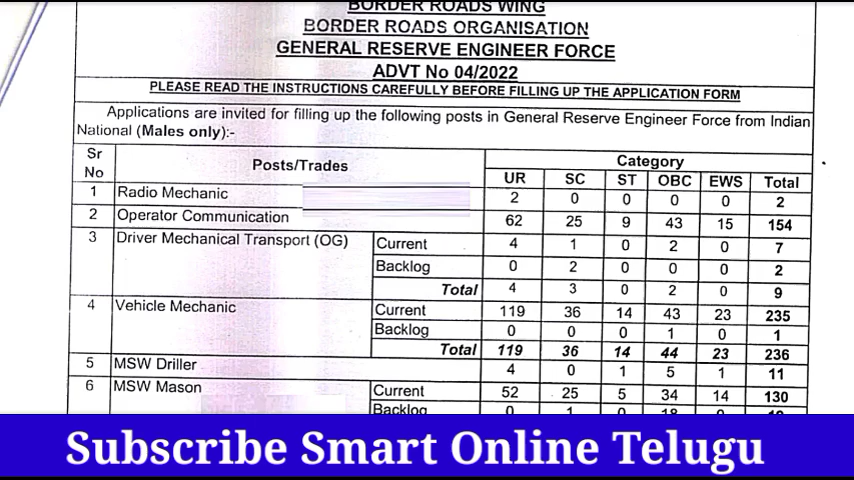 BORDER ROADS WING
BORDER ROADS ORGANISATION
GENERAL RESERVE ENGINEER FORCE
ADVT No 04/2022
PLEASE READ THE INSTRUCTIONS CAREFULLY BEFORE FILLING UP THE APPLICATION FORM
Applications are invited for filling up the following posts in General Reserve Engineer Force from Indian
National (Males only):-
Sr No Posts/Trades Category
UR SC ST OBC EWS Total
1 Radio Mechanic 2 0 0 0 0 2
2 Operator Communication 62 25 9 43 15 154
3 Driver Mechanical Transport (OG) Current 4 1 0 2 0 7
Backlog 0 2 0 0 0 2
Total 4 3 0 2 0 9
4 Vehicle Mechanic Current 119 36 14 43 23 235
Backlog 0 0 0 1 0 1
Total 119 36 14 44 23 236
5 MSW Driller 4 0 1 5 1 11
6 MSW Mason Current 52 25 5 34 14 130
Backlog 0 1 0 18 0
Subscribe Smart Online Telugu